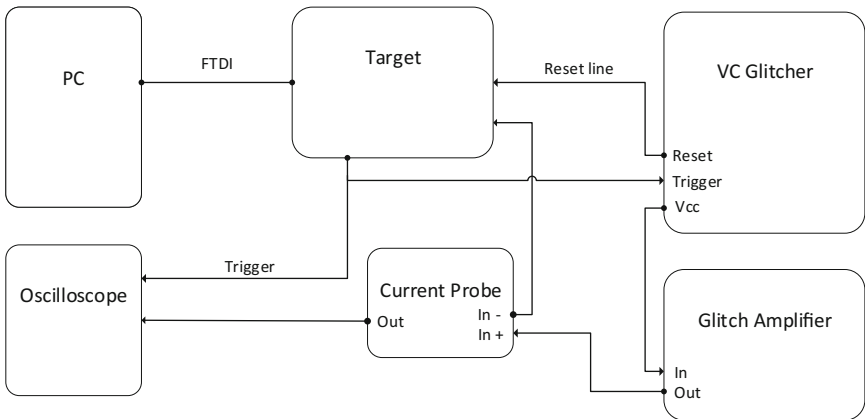 PC
FTDI
Target
Reset line
VC Glitcher
Reset
Trigger
Vcc
Oscilloscope
Trigger
Current Probe
Out
In -
In +
Glitch Amplifier
In
Out